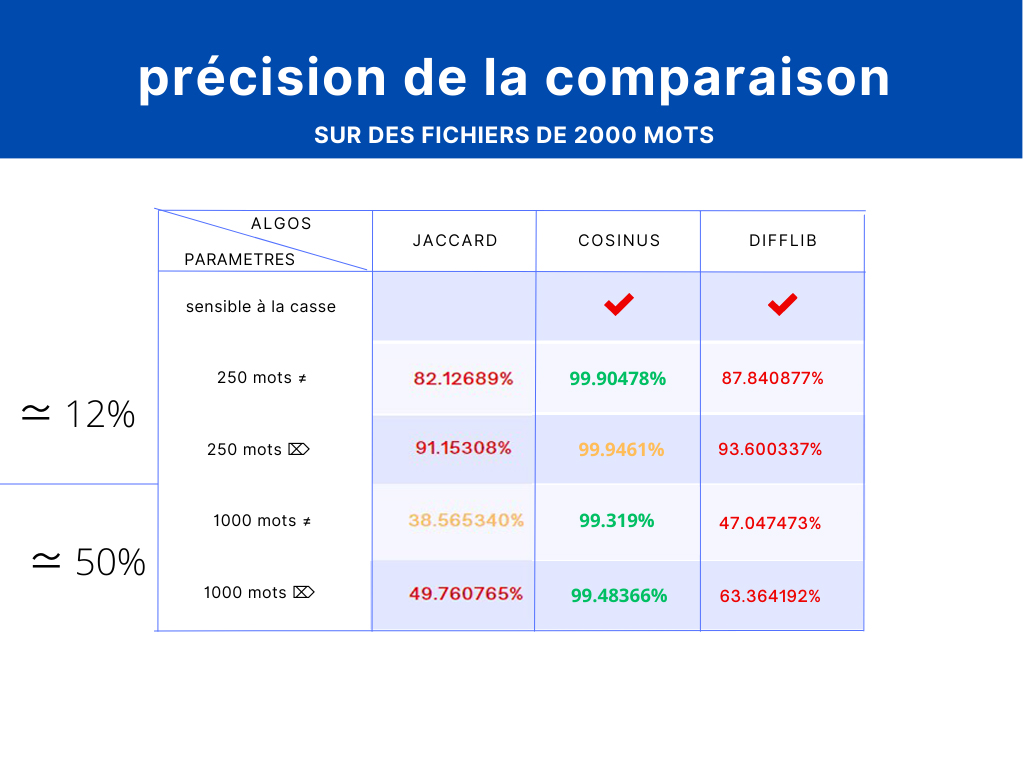 précision de la comparaison
SUR DES FICHIERS DE 2000 MOTS
ALGOS
PARAMETRES
JACCARD
COSINUS
DIFFLIB
sensible à la casse
✔
✔
≃ 12%
250 mots ≠
82.12689%
99.90478%
87.840877%
250 mots ⌦
91.15308%
99.9461%
93.600337%
≃ 50%
1000 mots ≠
38.565340%
99.319%
47.047473%
1000 mots ⌦
49.760765%
99.48366%
63.364192%